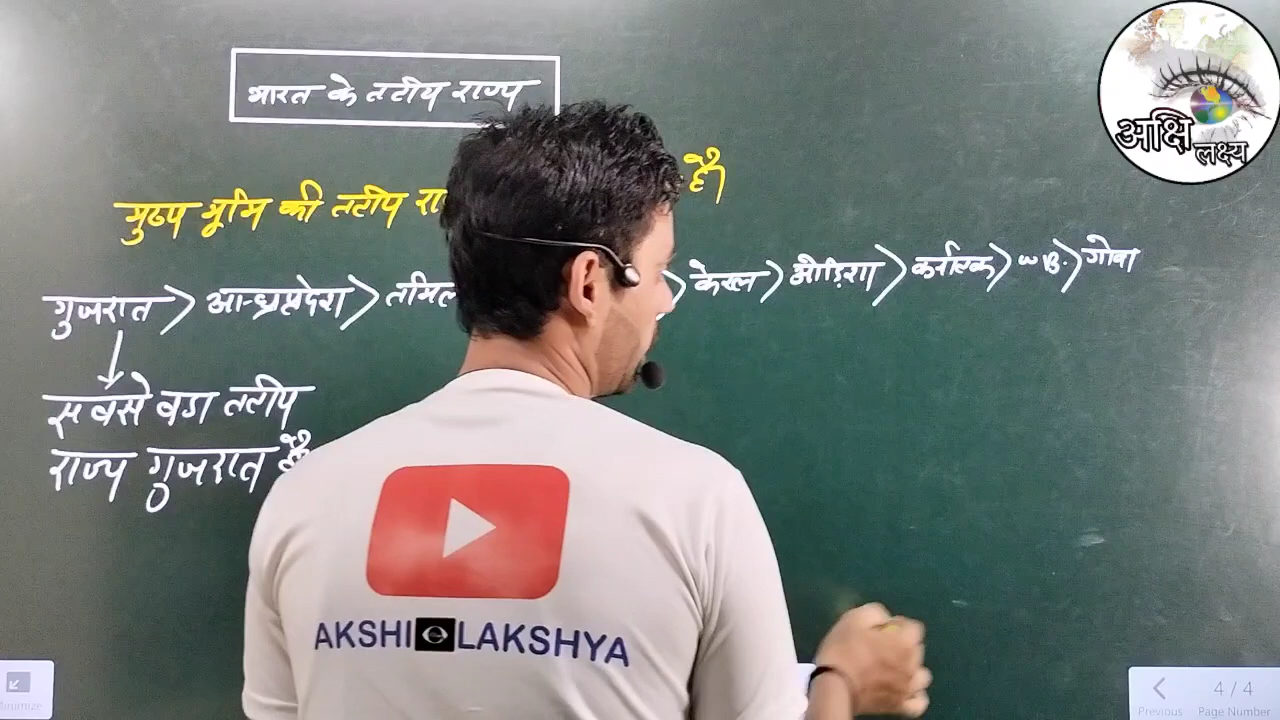 भारत के तटीय राज्य
मुख्य भूमि की तटीय
है।
गुजरात > आन्ध्रप्रदेश > तमिल > केरल > ओड़िशा > कर्नाटक > W.B. > गोवा
↓
सबसे बडा तटीय
राज्य गुजरात है
AKSHI LAKSHYA
अक्षि
लक्ष्य
Minimize
Previous
4 / 4
Page Number